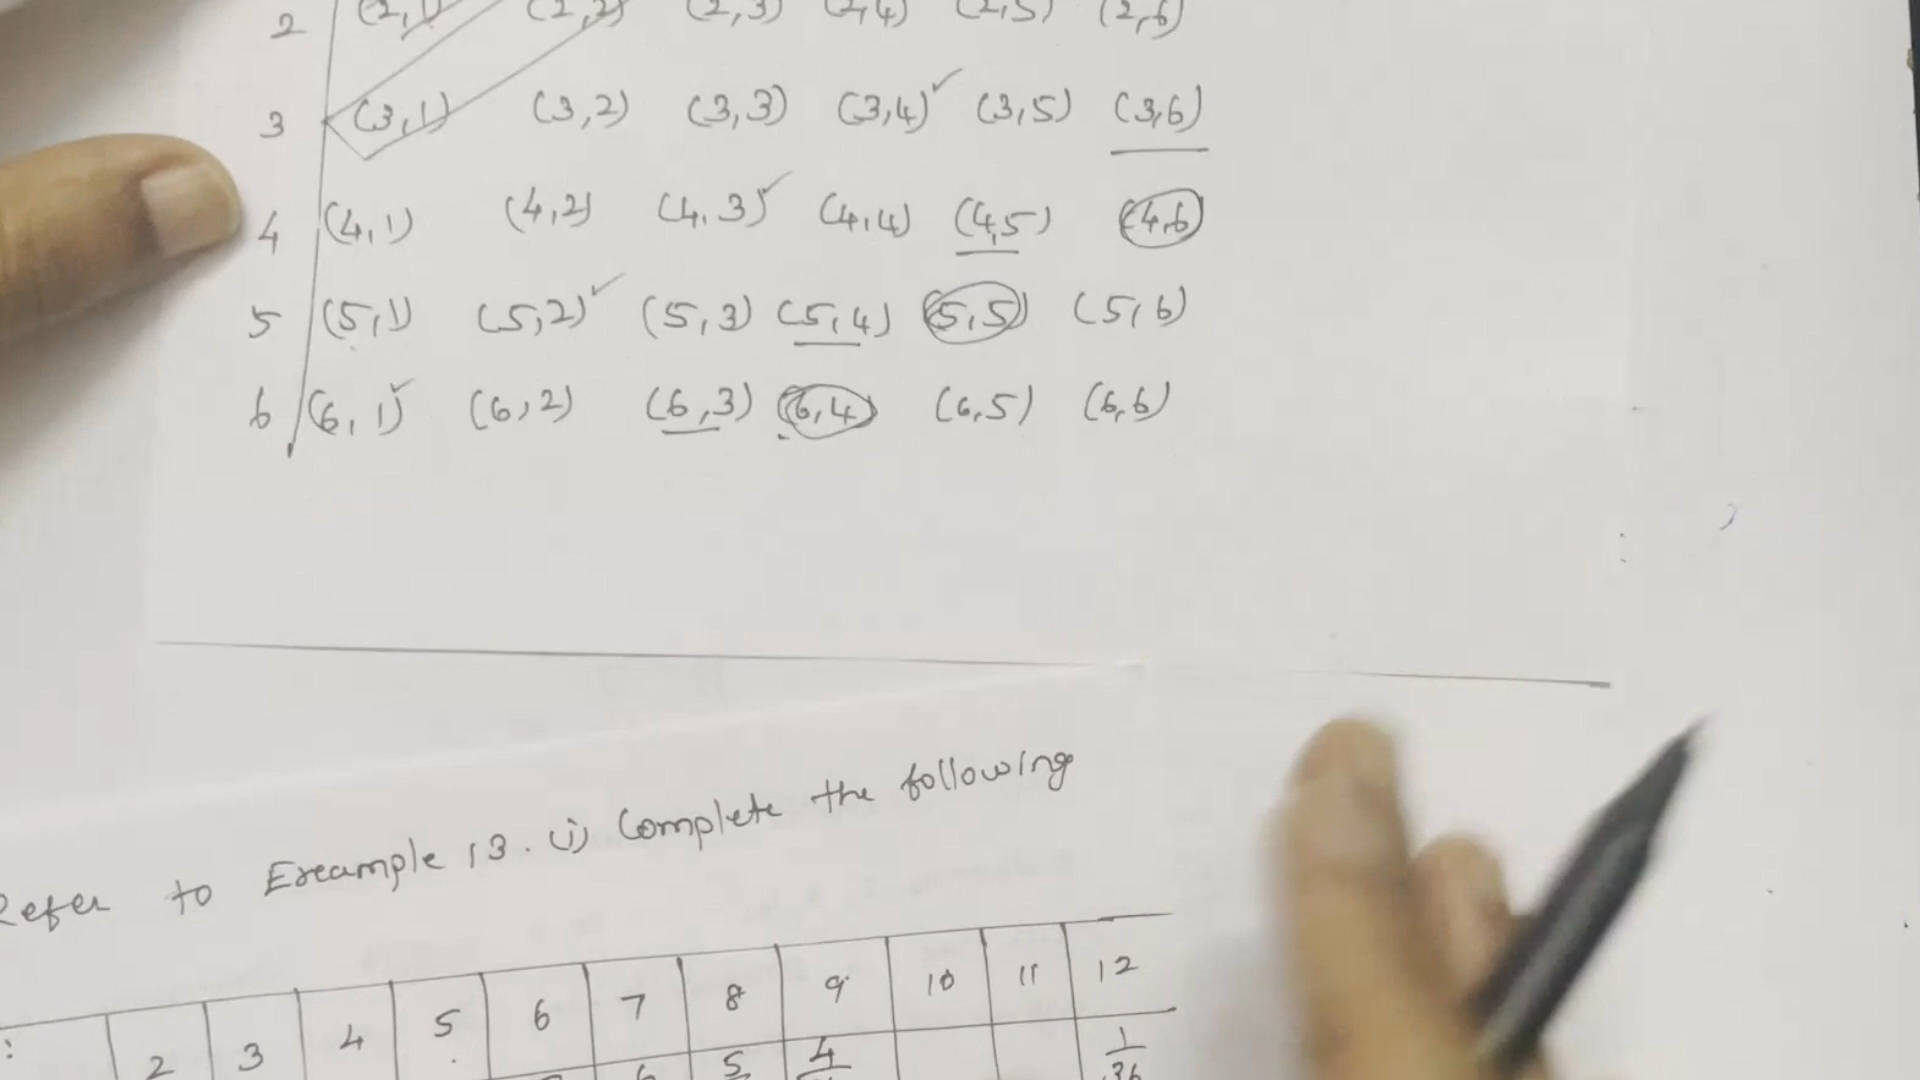 2 (2,1) (2,2) (2,3) (2,4) (2,5) (2,6)
3 (3,1) (3,2) (3,3) (3,4) (3,5) (3,6)
4 (4,1) (4,2) (4,3) (4,4) (4,5) (4,6)
5 (5,1) (5,2) (5,3) (5,4) (5,5) (5,6)
6 (6,1) (6,2) (6,3) (6,4) (6,5) (6,6)
Refer to Example 13. (i) Complete the following
: 2 3 4 5 6 7 8 9 10 11 12
6 5 4 1/36